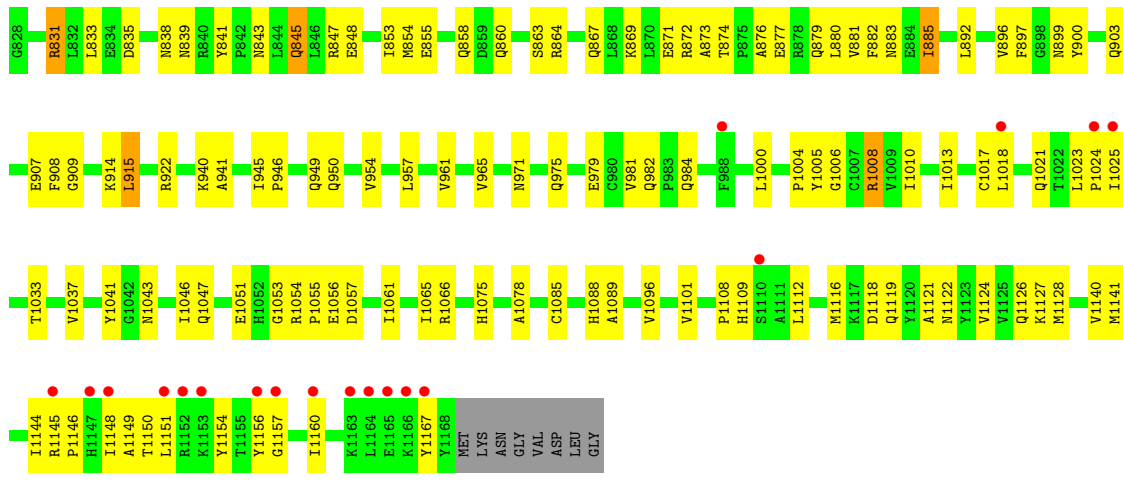 G828 R831 L832 L833 E834 D835 N838 N839 R840 Y841 P842 N843 L844 Q845 L846 R847 E848 I853 M854 E855 Q858 D859 Q860 S863 R864 Q867 L868 K869 L870 E871 R872 A873 T874 P875 A876 E877 R878 Q879 L880 V881 F882 N883 E884 I885 L892 V896 F897 G898 N899 Y900 Q903
E907 F908 G909 K914 L915 R922 K940 A941 I945 P946 Q949 Q950 V954 L957 V961 V965 N971 Q975 E979 C980 V981 Q982 P983 Q984 F988 L1000 P1004 Y1005 G1006 C1007 R1008 V1009 I1010 I1013 C1017 L1018 Q1021 T1022 L1023 P1024 I1025
T1033 V1037 Y1041 G1042 N1043 I1046 Q1047 E1051 H1052 G1053 R1054 P1055 E1056 D1057 I1061 I1065 R1066 H1075 A1078 C1085 H1088 A1089 V1096 V1101 P1108 H1109 S1110 A1111 L1112 M1116 K1117 D1118 Q1119 Y1120 A1121 N1122 Y1123 V1124 V1125 Q1126 K1127 M1128 V1140 M1141
I1144 R1145 P1146 H1147 I1148 A1149 T1150 L1151 R1152 K1153 Y1154 T1155 Y1156 G1157 I1160 K1163 L1164 E1165 K1166 Y1167 Y1168 MET LYS ASN GLY VAL ASP LEU GLY